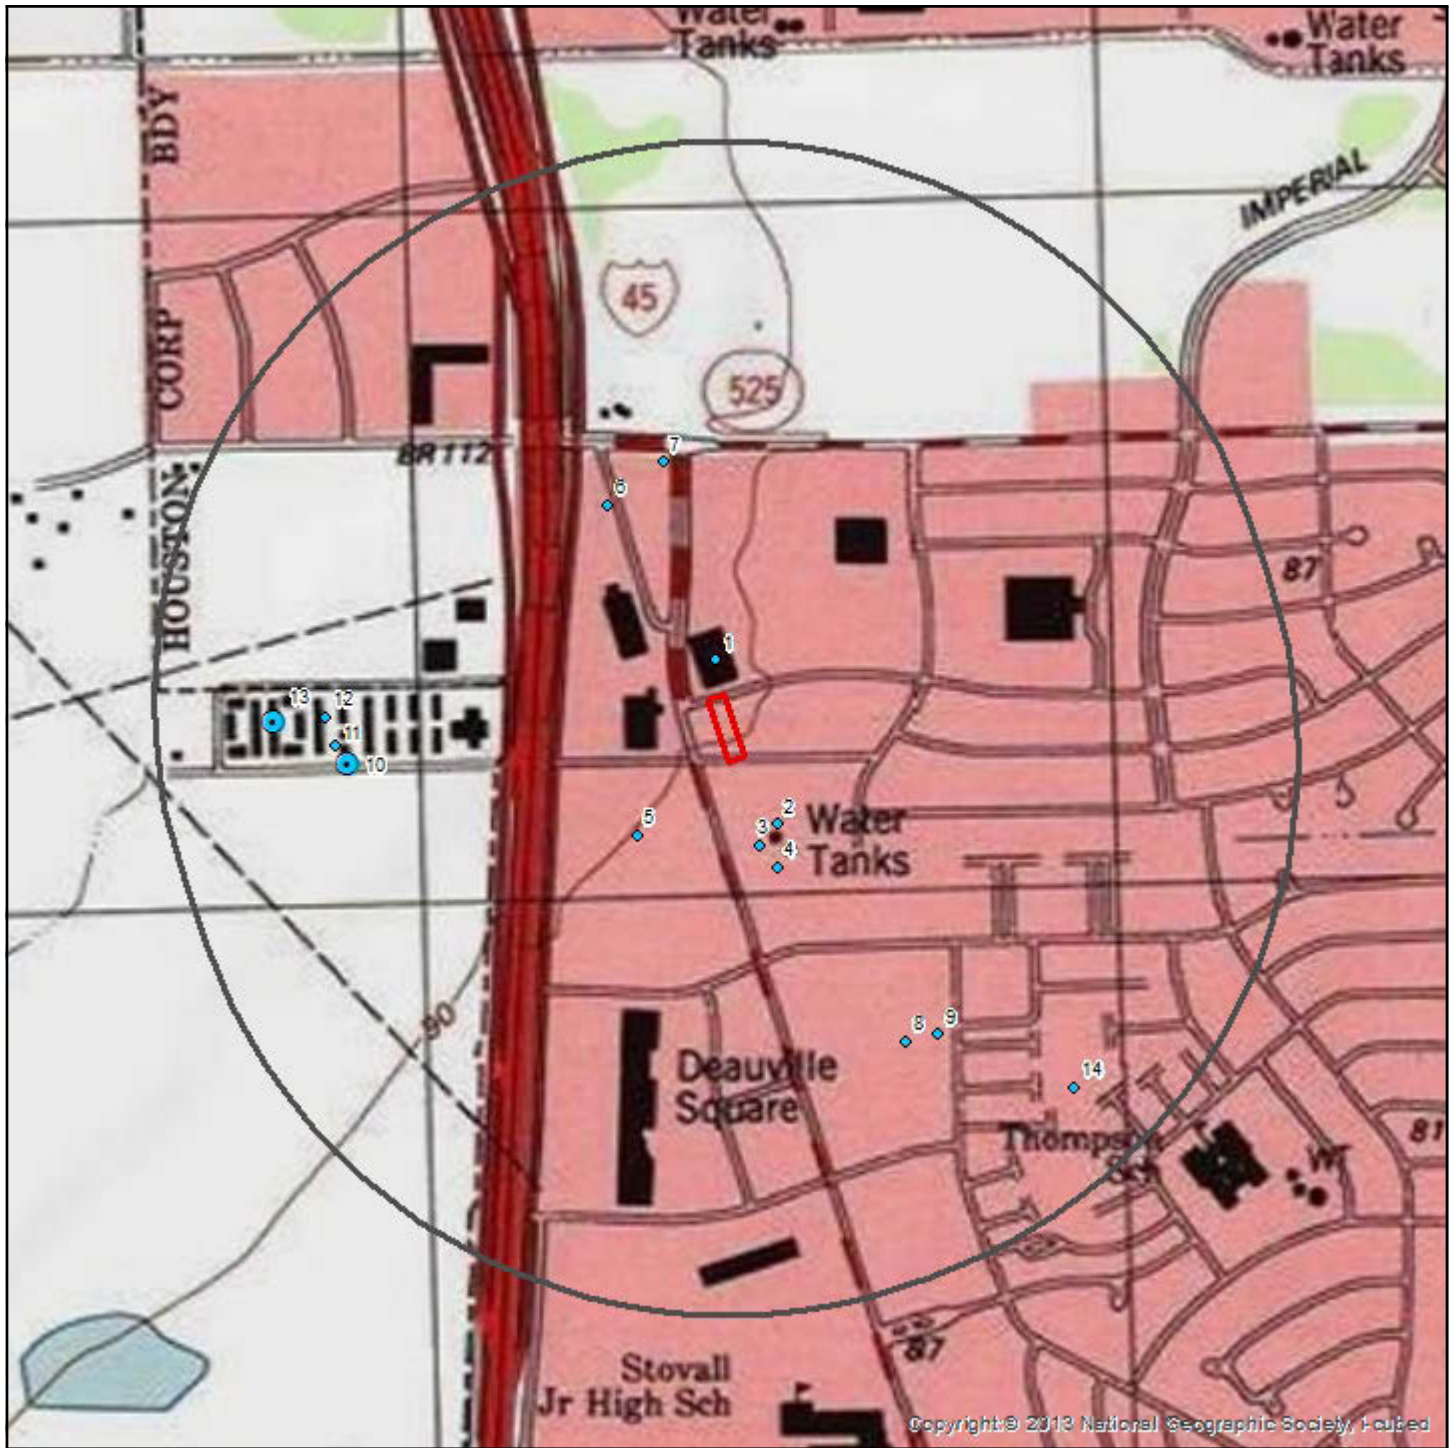 Water
Tanks
Water
Tanks
BDY
IMPERIAL
45
CORP
525
BR 112
7
6
HOUSTON
87
1
13
12
11
10
2
Water
3
5
4
Tanks
90
8
9
Deauville
Square
14
Thompson
Sch
WT
81
87
Stovall
Jr High Sch
Copyright:© 2013 National Geographic Society, i-cubed